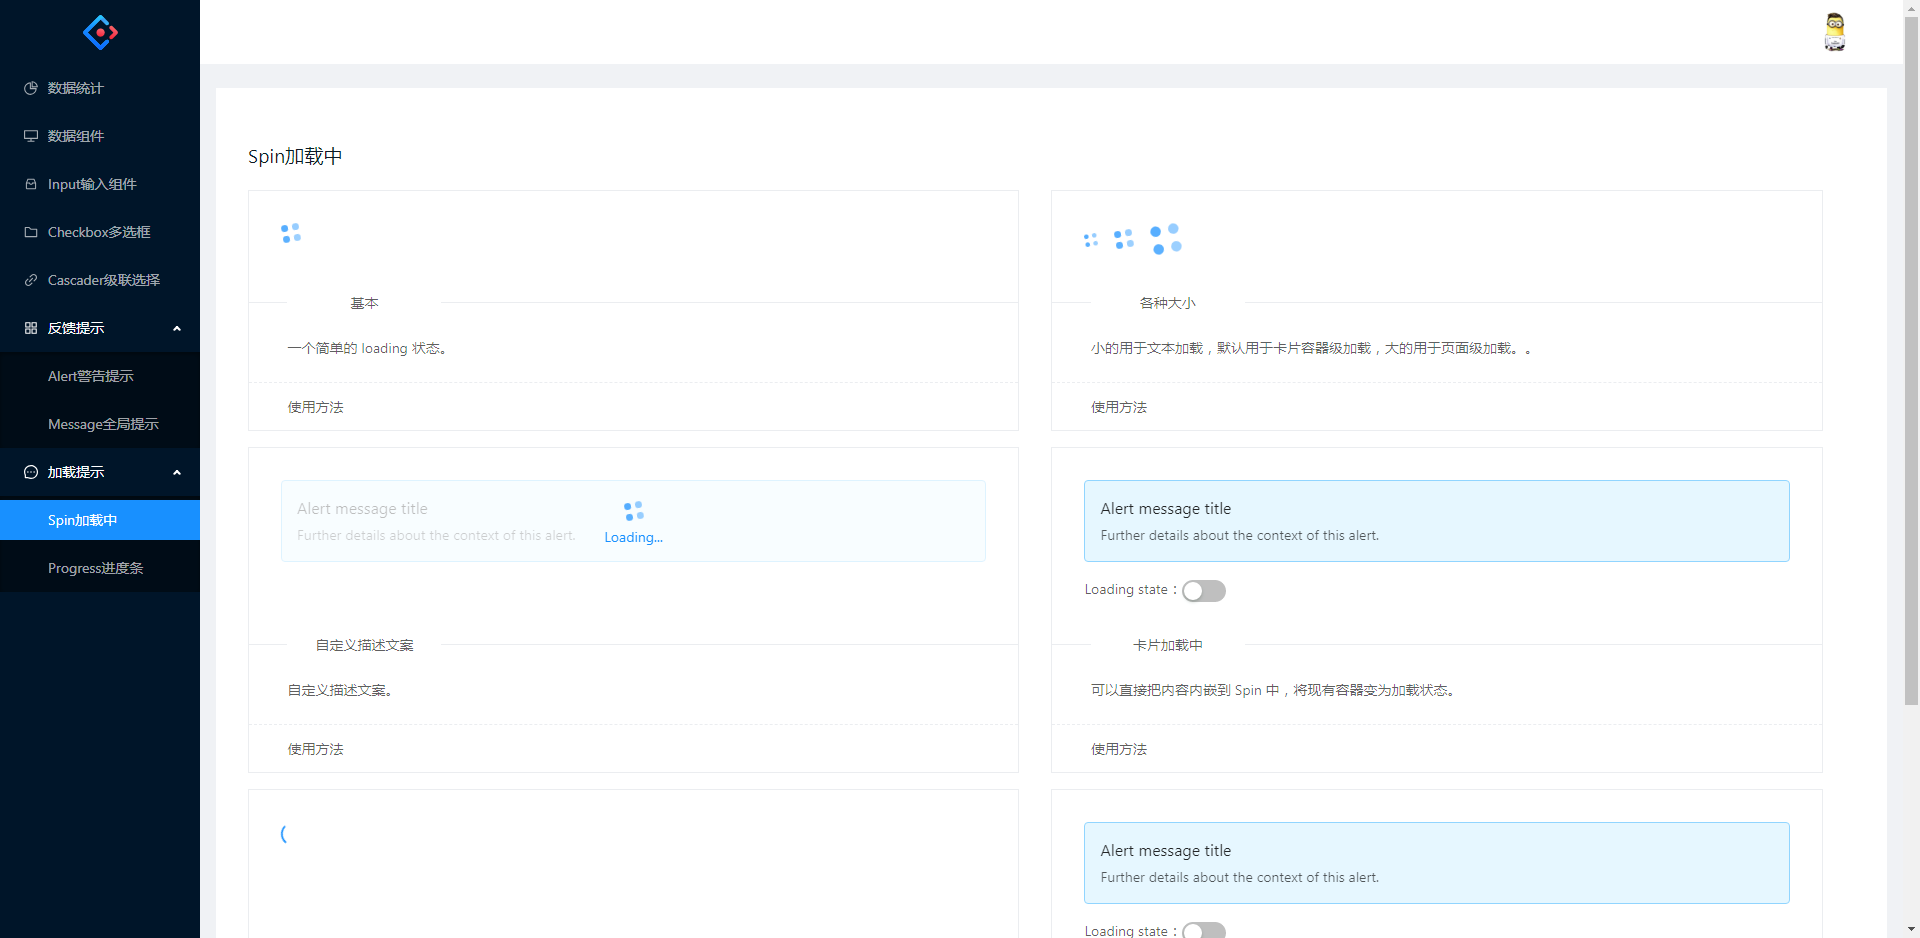 数据统计
数据组件
Input输入组件
Checkbox多选框
Cascader级联选择
反馈提示
Alert警告提示
Message全局提示
加载提示
Spin加载中
Progress进度条
Spin加载中
基本
一个简单的 loading 状态。
使用方法
各种大小
小的用于文本加载，默认用于卡片容器级加载，大的用于页面级加载。。
使用方法
Alert message title
Further details about the context of this alert.
Loading...
自定义描述文案
自定义描述文案。
使用方法
Alert message title
Further details about the context of this alert.
Loading state：
卡片加载中
可以直接把内容内嵌到 Spin 中，将现有容器变为加载状态。
使用方法
Alert message title
Further details about the context of this alert.
Loading state：